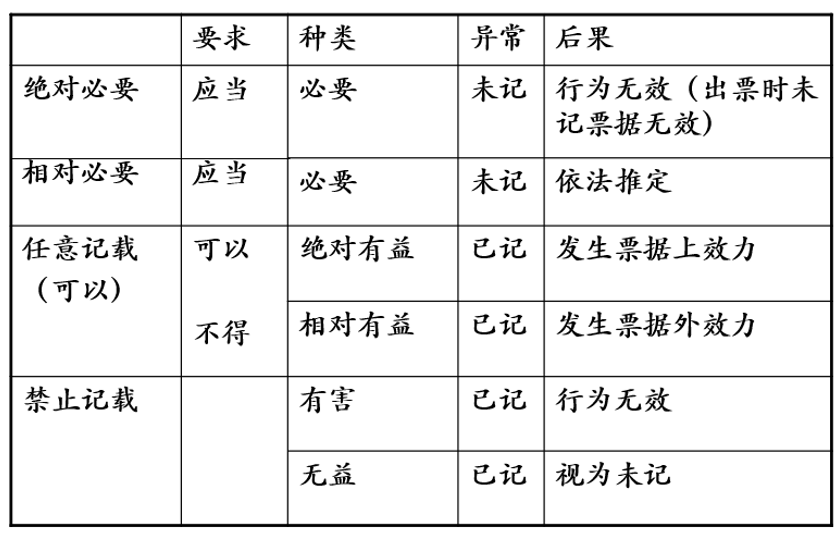 要求 种类 异常 后果
绝对必要 应当 必要 未记 行为无效（出票时未
记票据无效）
相对必要 应当 必要 未记 依法推定
任意记载 可以 绝对有益 已记 发生票据上效力
（可以）
不得 相对有益 已记 发生票据外效力
禁止记载 有害 已记 行为无效
无益 已记 视为未记